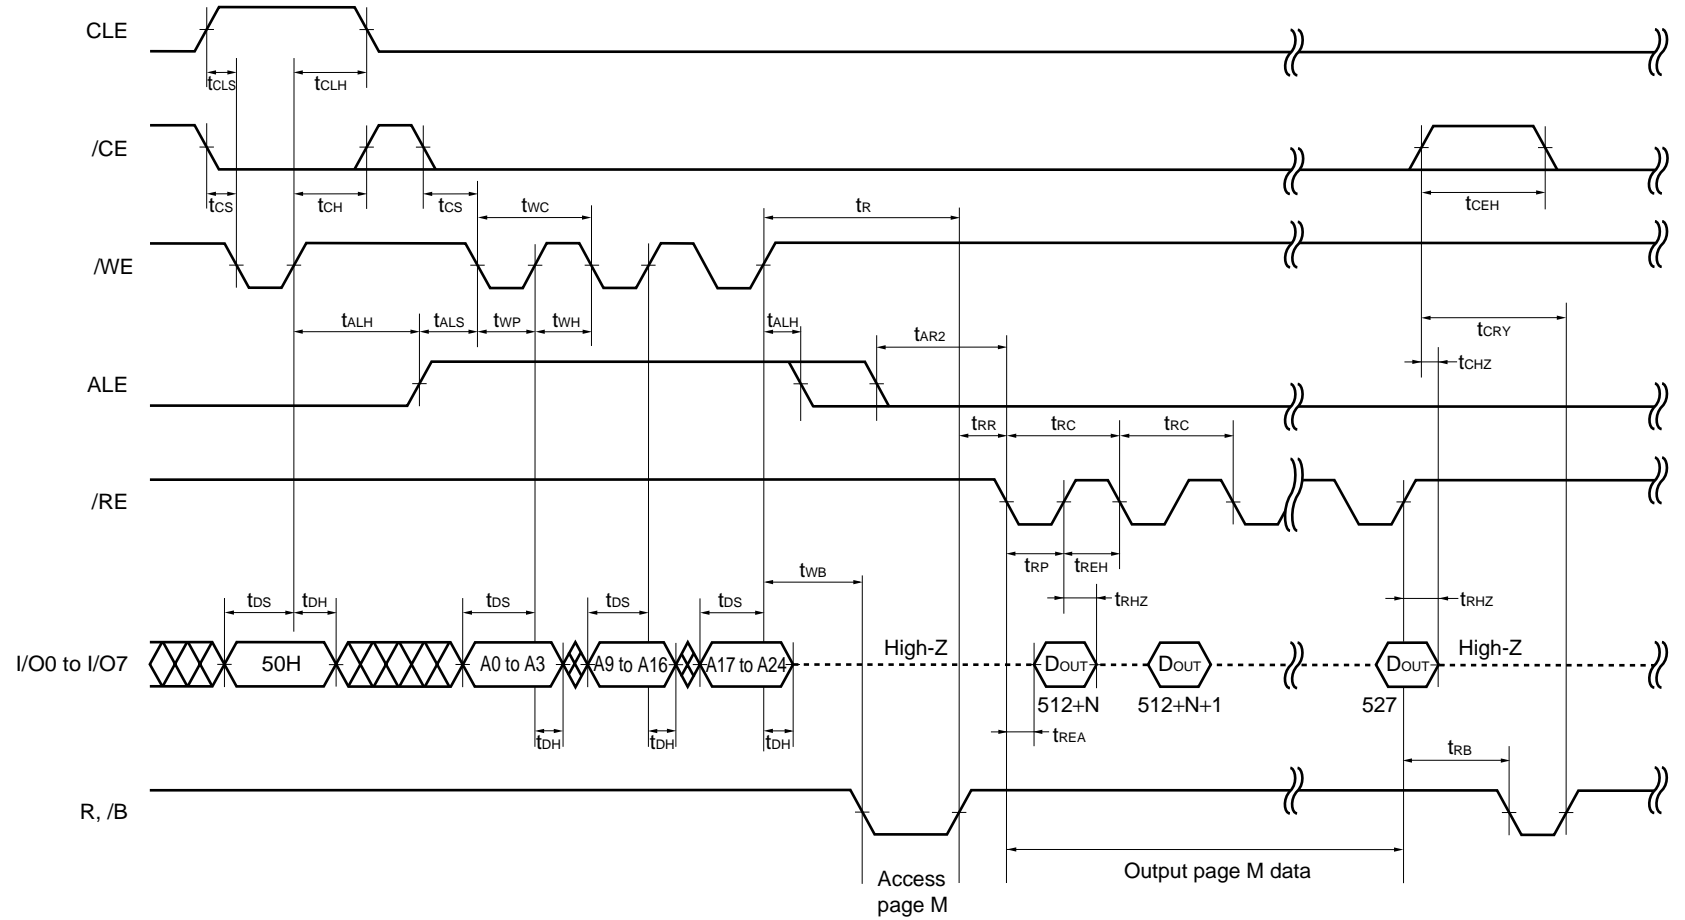 CLE
tCLS
tCLH
/CE
tCS
tCH
tCS
tWC
tR
tCEH
/WE
tALH
tALS
tWP
tWH
tALH
tAR2
tCRY
tCHZ
ALE
tRR
tRC
tRC
/RE
tRP
tREH
tWB
tDS
tDH
tDS
tDS
tDS
tRHZ
tRHZ
I/O0 to I/O7
50H
A0 to A3
A9 to A16
A17 to A24
High-Z
DOUT
DOUT
DOUT
High-Z
512+N
512+N+1
527
tDH
tDH
tDH
tREA
tRB
R, /B
Access
page M
Output page M data